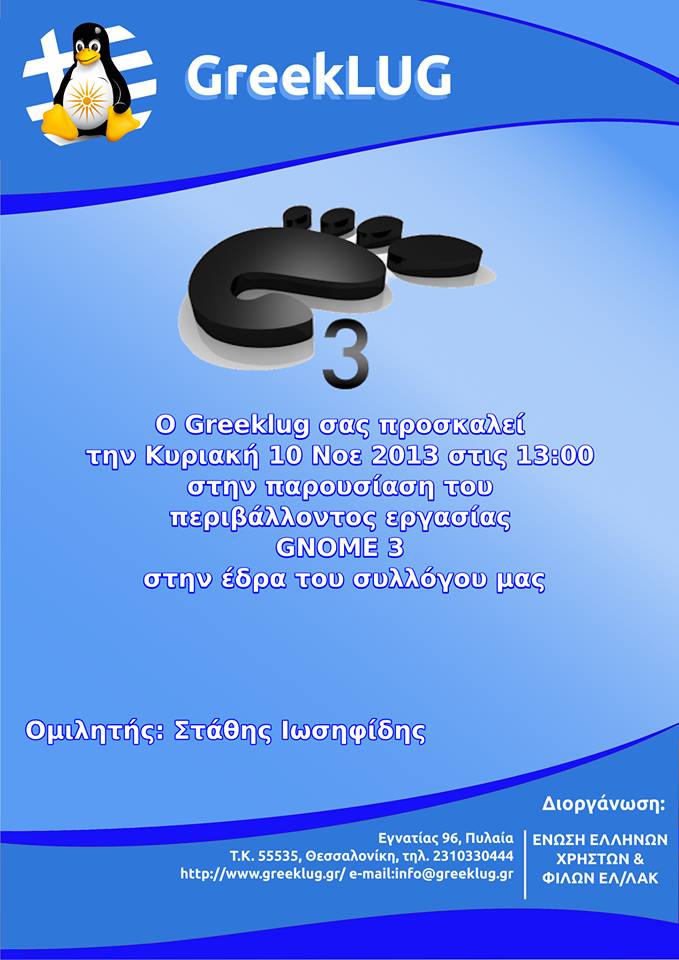 GreekLUG
3
Ο Greeklug σας προσκαλεί
την Κυριακή 10 Νοε 2013 στις 13:00
στην παρουσίαση του
περιβάλλοντος εργασίας
GNOME 3
στην έδρα του συλλόγου μας
Ομιλητής: Στάθης Ιωσηφίδης
Διοργάνωση:
ΕΝΩΣΗ ΕΛΛΗΝΩΝ
ΧΡΗΣΤΩΝ &
ΦΙΛΩΝ ΕΛ/ΛΑΚ
Εγνατίας 96, Πυλαία
Τ.Κ. 55535, Θεσσαλονίκη, τηλ. 2310330444
http://www.greeklug.gr/ e-mail:info@greeklug.gr